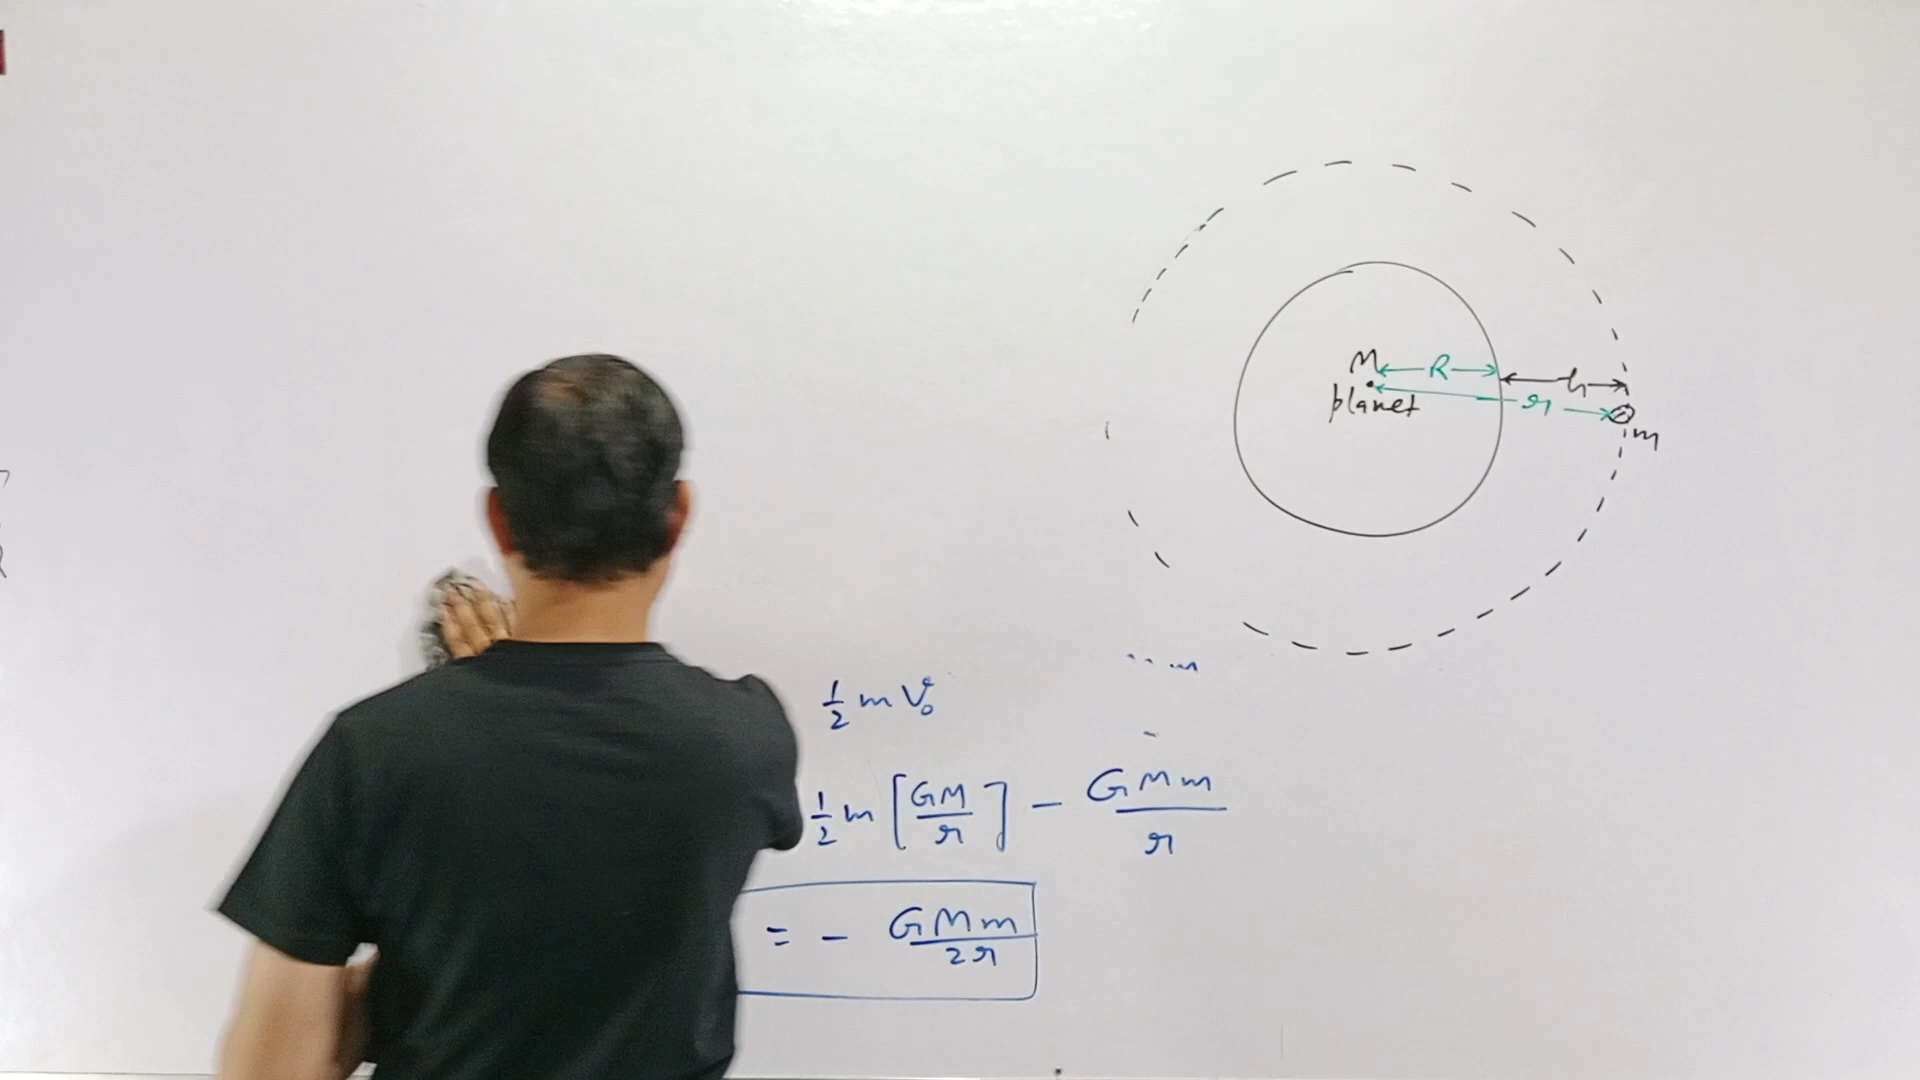 M R h
planet r
m
1/2 m V₀²
1/2 m [GM/r] - GMm/r
= - GMm/2r